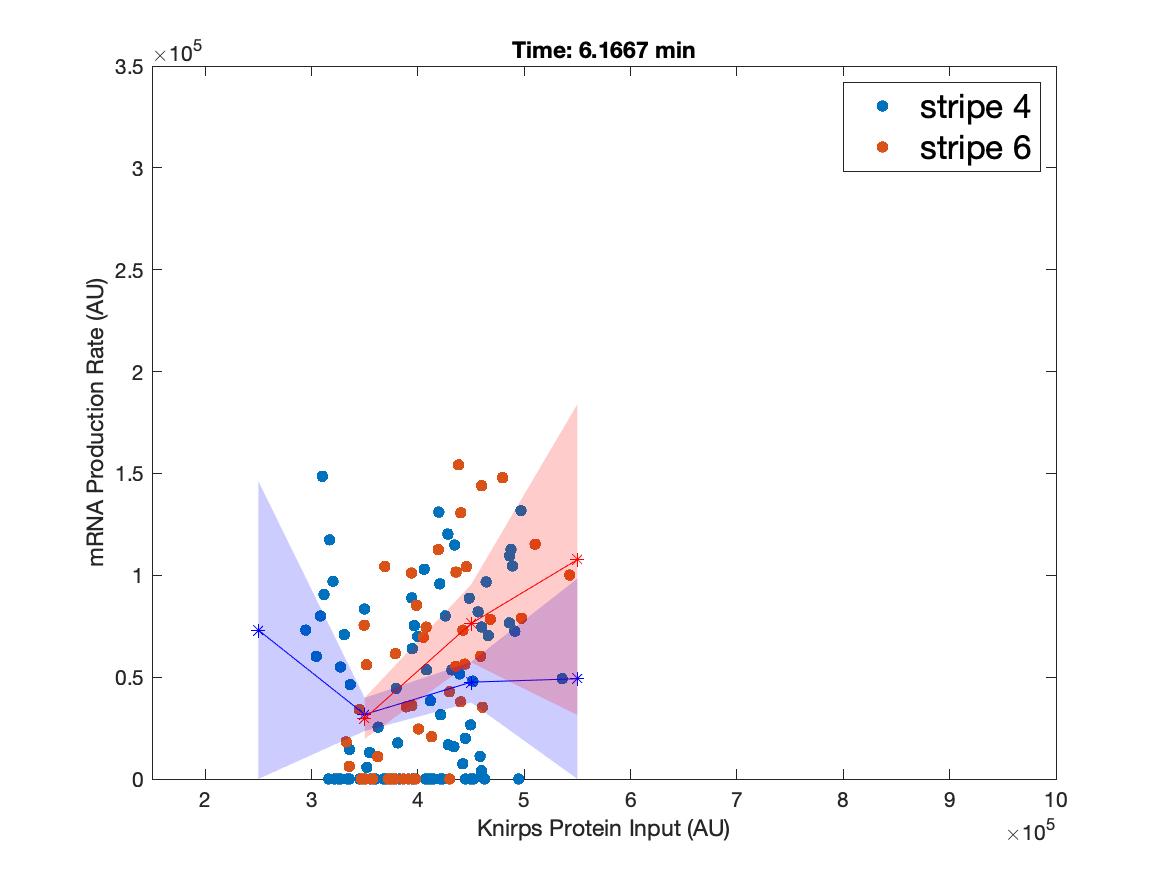 Time: 6.1667 min
×10^5
3.5
3
2.5
2
1.5
1
0.5
0
mRNA Production Rate (AU)
stripe 4
stripe 6
2 3 4 5 6 7 8 9 10
Knirps Protein Input (AU)
×10^5